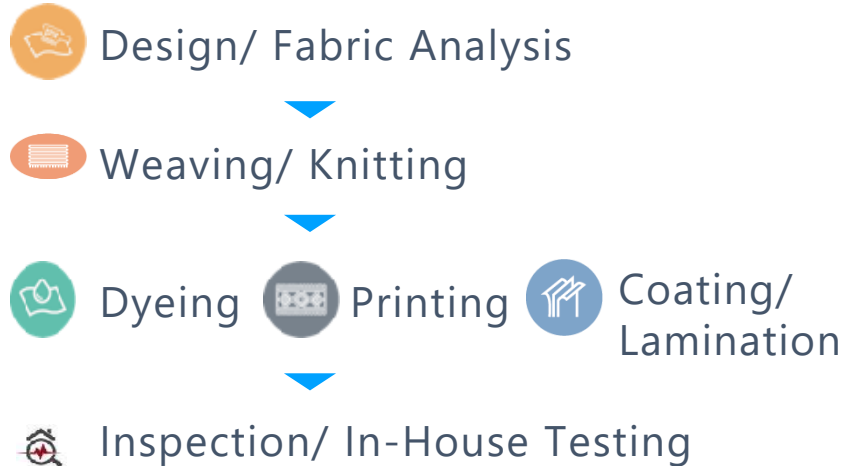 Design/ Fabric Analysis
Weaving/ Knitting
Dyeing Printing Coating/
Lamination
Inspection/ In-House Testing